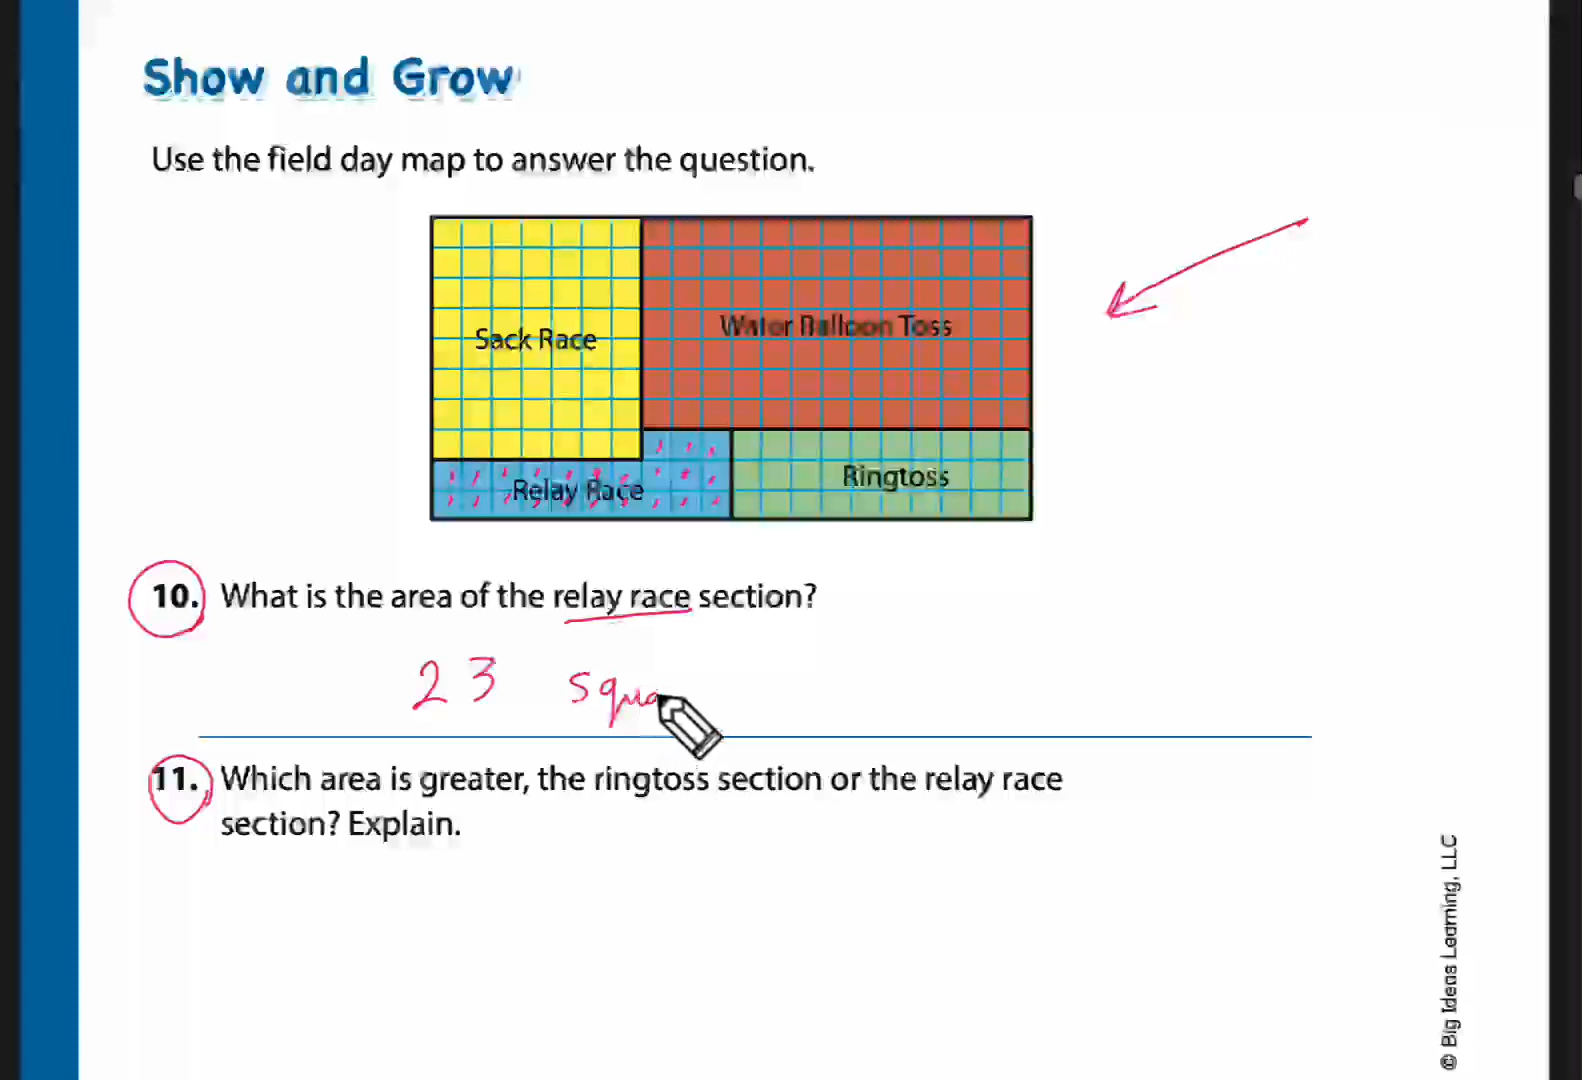 Show and Grow
Use the field day map to answer the question.
Sack Race
Water Balloon Toss
Relay Race
Ringtoss
10. What is the area of the relay race section?
23 squa
11. Which area is greater, the ringtoss section or the relay race
section? Explain.
© Big Ideas Learning, LLC